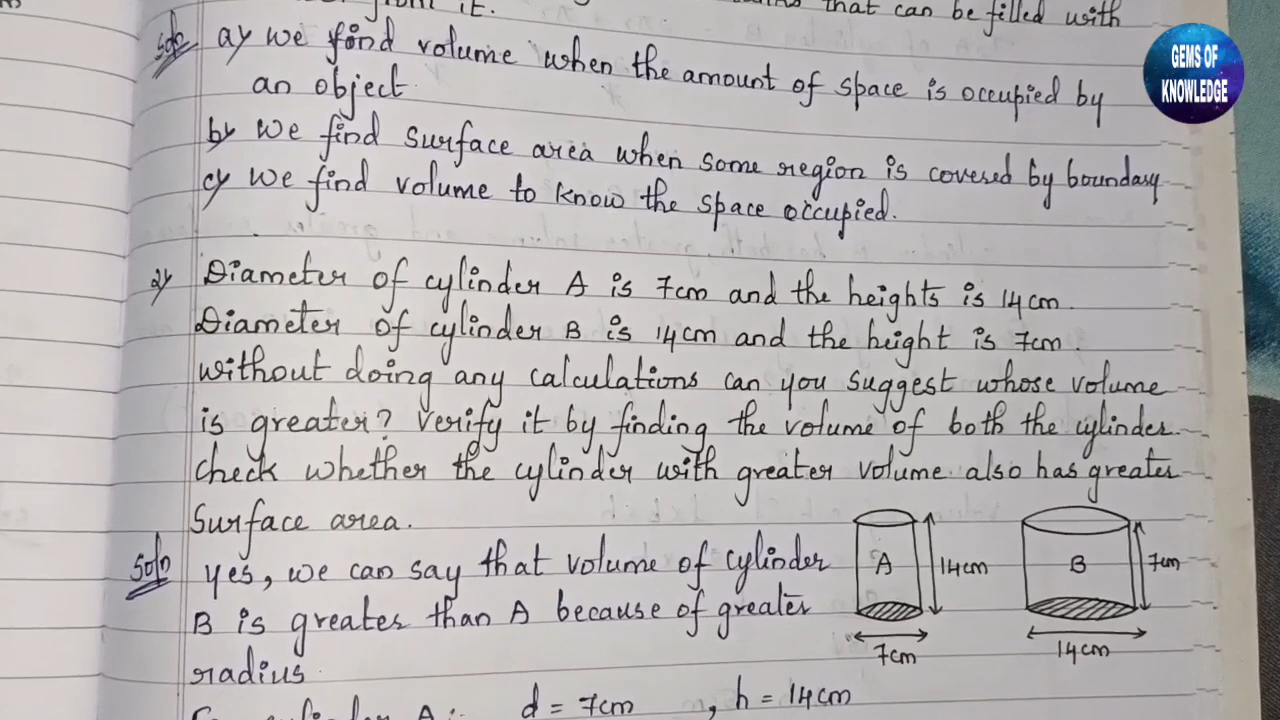 from it.
that can be filled with
Soln a) we find volume when the amount of space is occupied by
an object.
b) we find surface area when some region is covered by boundary
c) we find volume to know the space occupied.
2) Diameter of cylinder A is 7cm and the heights is 14cm.
Diameter of cylinder B is 14cm and the height is 7cm
without doing any calculations can you suggest whose volume
is greater? Verify it by finding the volume of both the cylinder.
check whether the cylinder with greater volume also has greater
surface area.
Soln yes, we can say that volume of cylinder
B is greater than A because of greater
radius.
A 14cm B 7cm
7cm 14cm
A:- d = 7cm , h = 14cm
GEMS OF
KNOWLEDGE